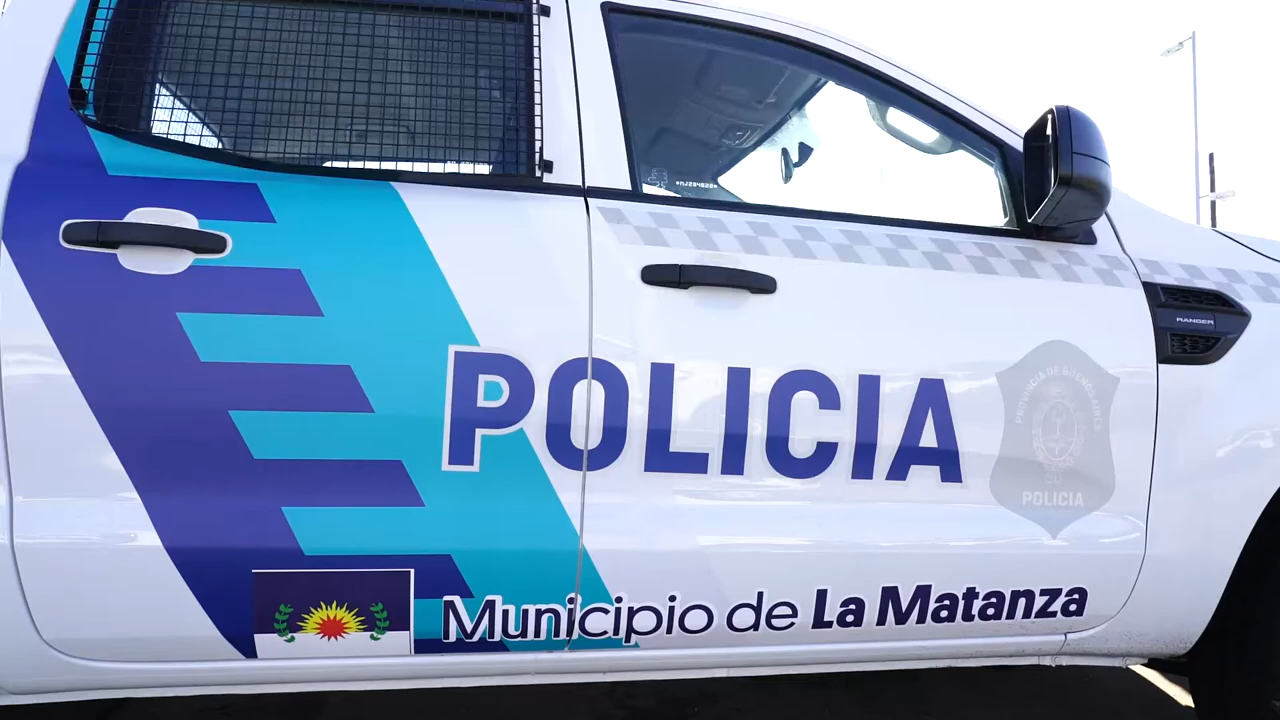 RANGER
POLICIA
PROVINCIA DE BUENOS AIRES
POLICIA
Municipio de La Matanza